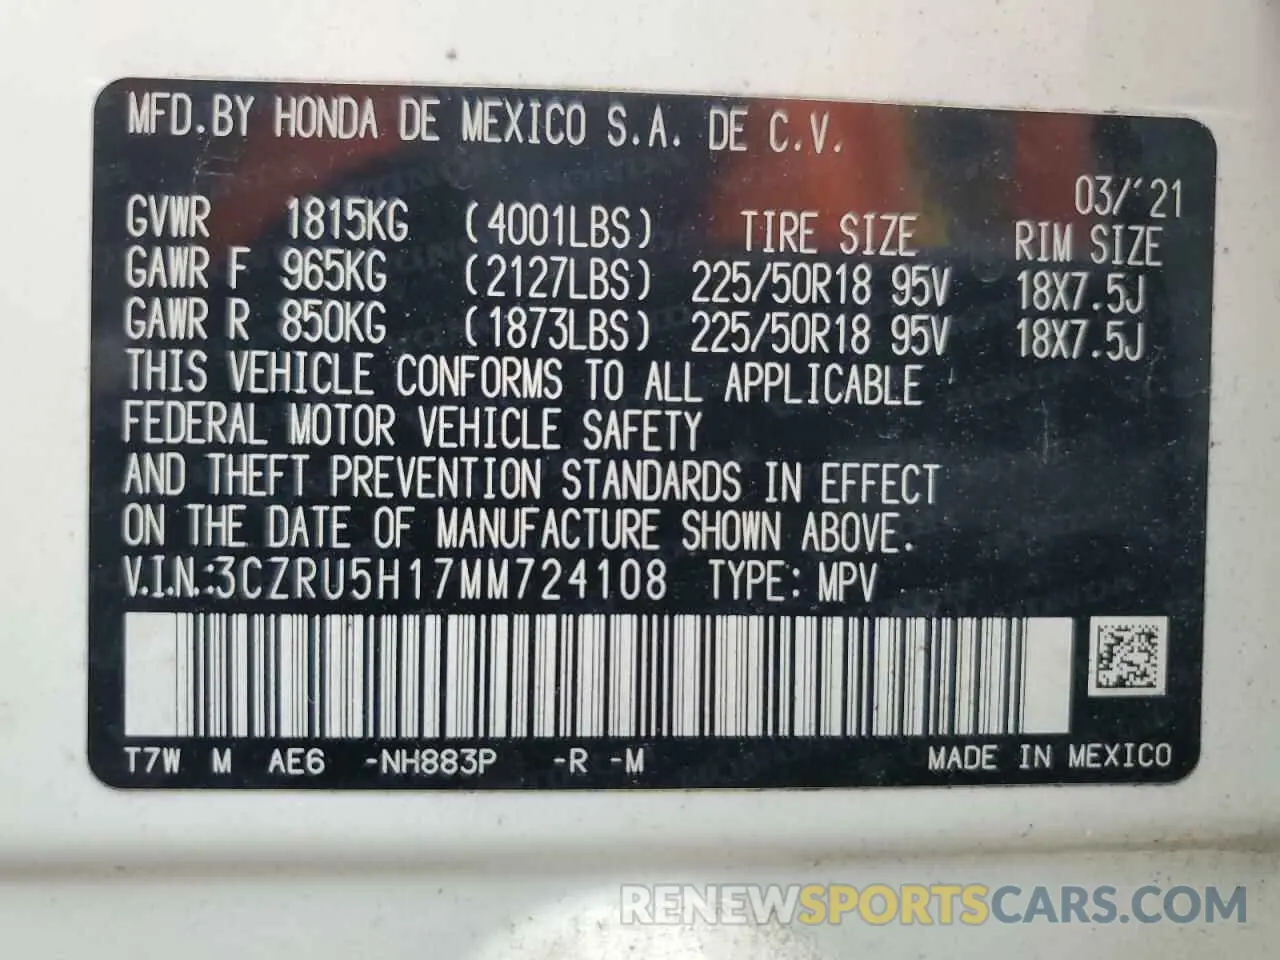 MFD.BY HONDA DE MEXICO S.A. DE C.V.
03/'21
GVWR 1815KG (4001LBS) TIRE SIZE RIM SIZE
GAWR F 965KG (2127LBS) 225/50R18 95V 18X7.5J
GAWR R 850KG (1873LBS) 225/50R18 95V 18X7.5J
THIS VEHICLE CONFORMS TO ALL APPLICABLE
FEDERAL MOTOR VEHICLE SAFETY
AND THEFT PREVENTION STANDARDS IN EFFECT
ON THE DATE OF MANUFACTURE SHOWN ABOVE.
V.I.N.:3CZRU5H17MM724108 TYPE: MPV
T7W M AE6 -NH883P -R -M MADE IN MEXICO
RENEWSPORTSCARS.COM